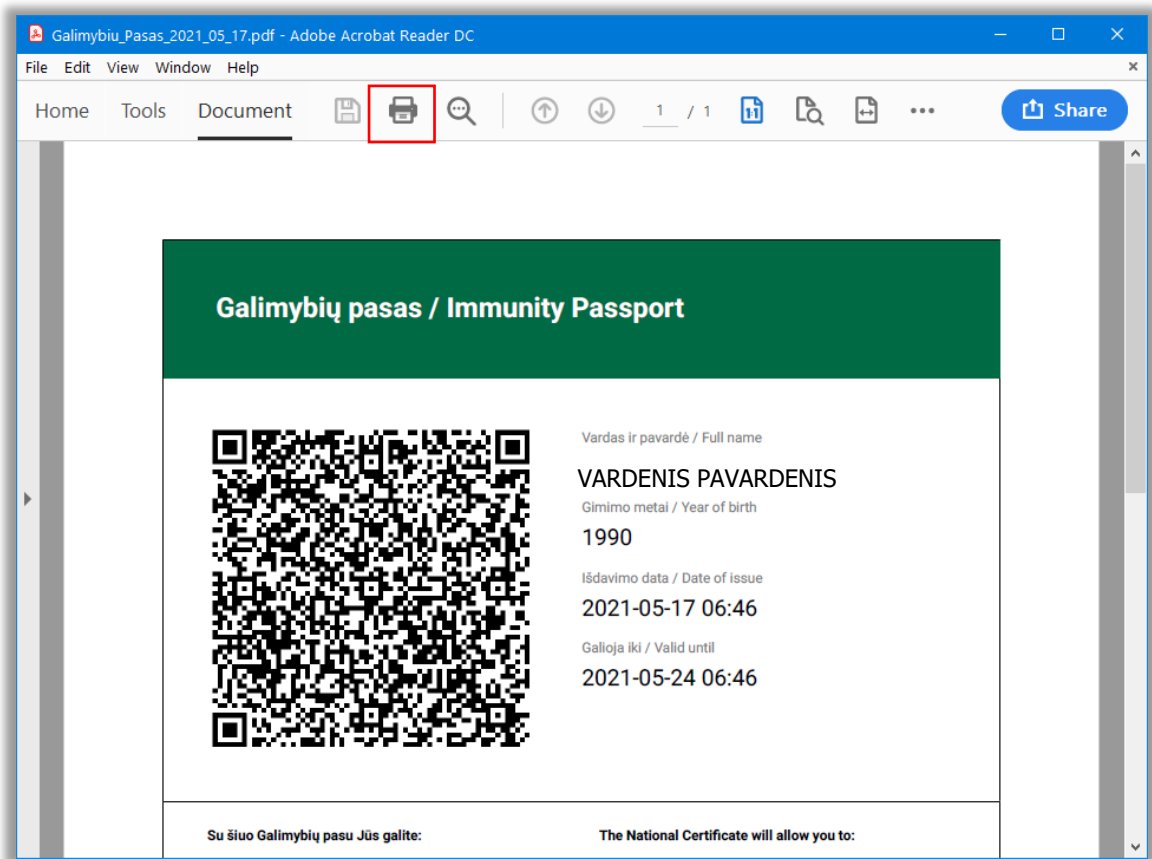 Galimybiu_Pasas_2021_05_17.pdf - Adobe Acrobat Reader DC
File Edit View Window Help
Home Tools Document 1 / 1 1:1 Share
Galimybių pasas / Immunity Passport
Vardas ir pavardė / Full name
VARDENIS PAVARDENIS
Gimimo metai / Year of birth
1990
Išdavimo data / Date of issue
2021-05-17 06:46
Galioja iki / Valid until
2021-05-24 06:46
Su šiuo Galimybių pasu Jūs galite:
The National Certificate will allow you to: